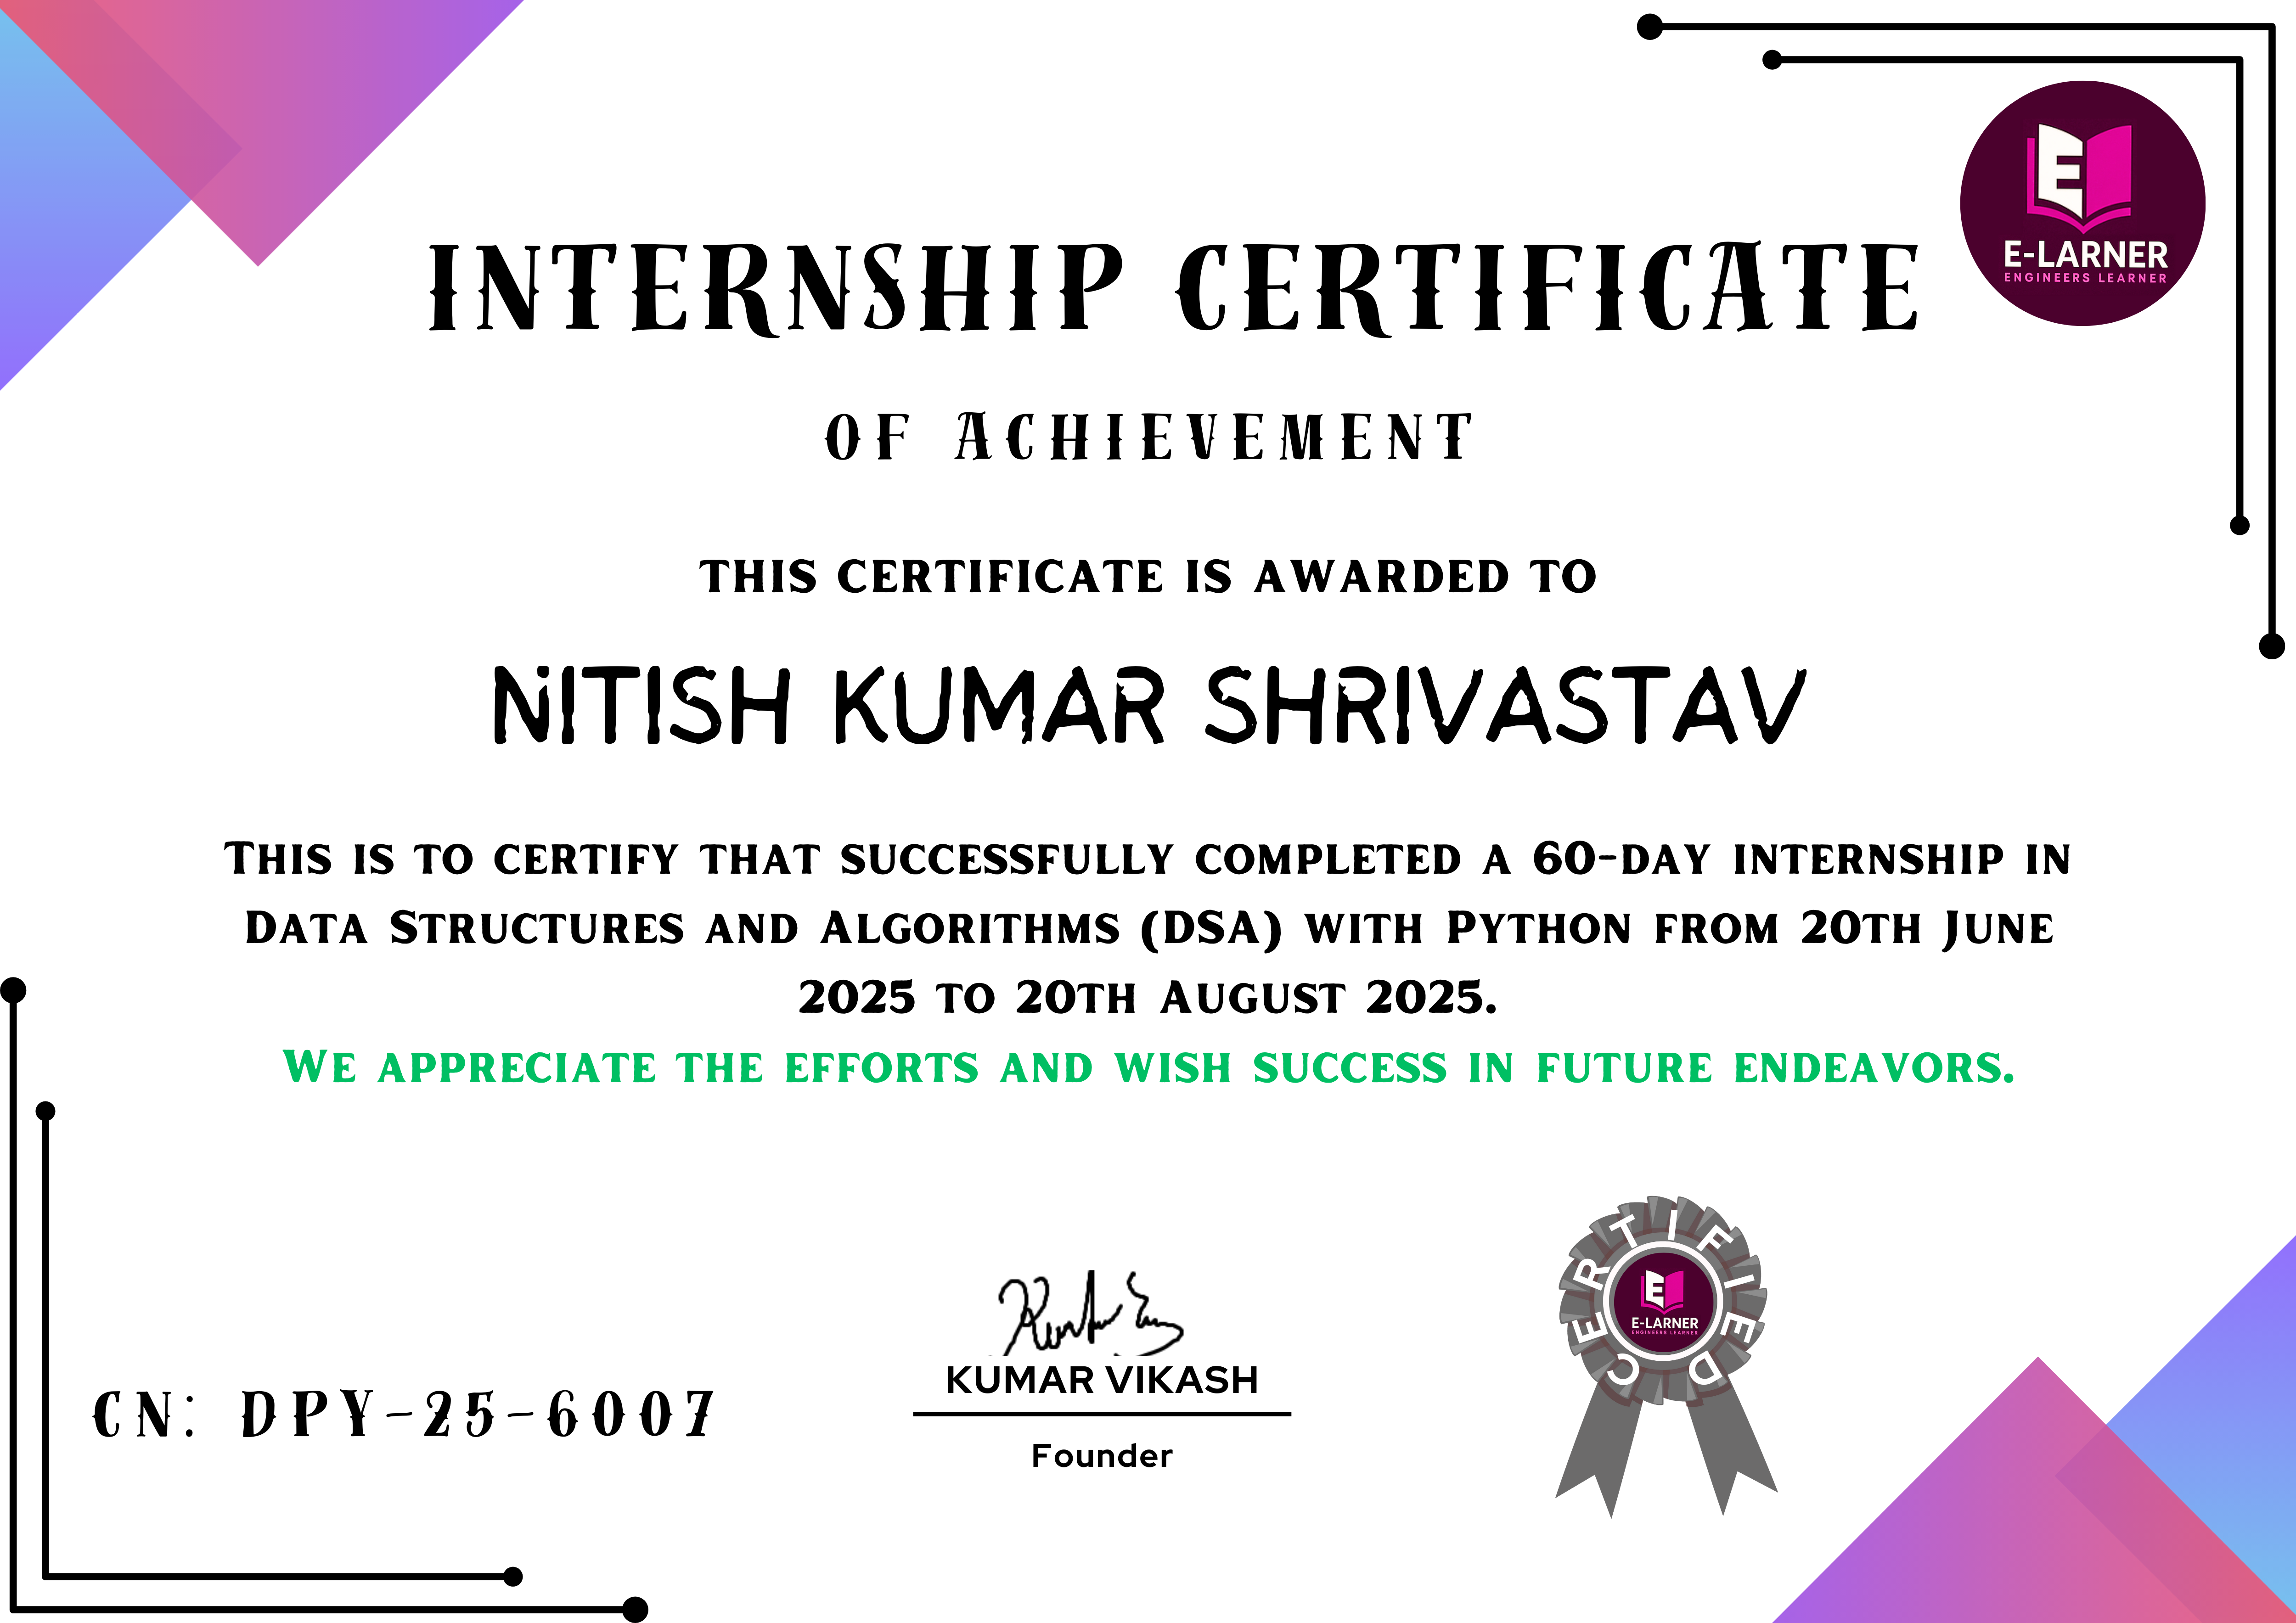 E-LARNER
ENGINEERS LEARNER
INTERNSHIP CERTIFICATE
OF ACHIEVEMENT
THIS CERTIFICATE IS AWARDED TO
NITISH KUMAR SHRIVASTAV
THIS IS TO CERTIFY THAT SUCCESSFULLY COMPLETED A 60-DAY INTERNSHIP IN
DATA STRUCTURES AND ALGORITHMS (DSA) WITH PYTHON FROM 20TH JUNE
2025 TO 20TH AUGUST 2025.
WE APPRECIATE THE EFFORTS AND WISH SUCCESS IN FUTURE ENDEAVORS.
CN: DPY-25-6007
KUMAR VIKASH
Founder
CERTIFIED
E-LARNER
ENGINEERS LEARNER